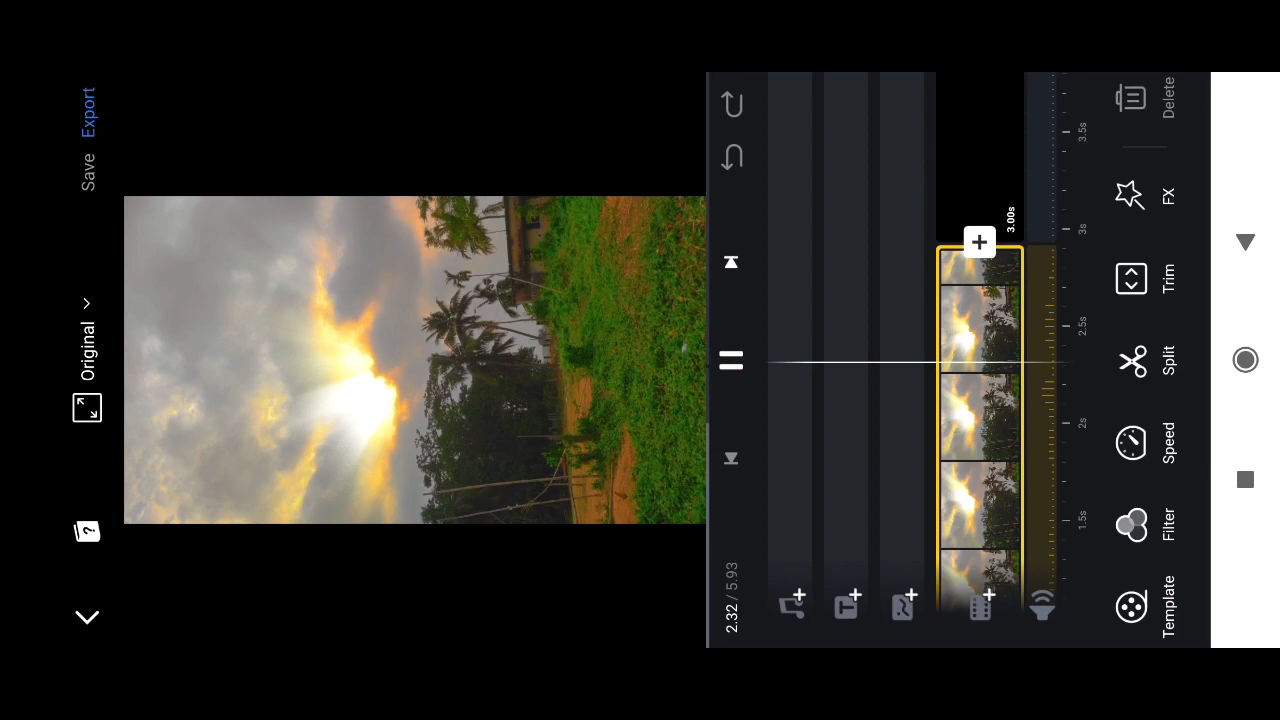 Original
Save
Export
?
2.32 / 5.93
T
3.00s
1.5s
2s
2.5s
3s
3.5s
Template
Filter
Speed
Split
Trim
FX
Delete